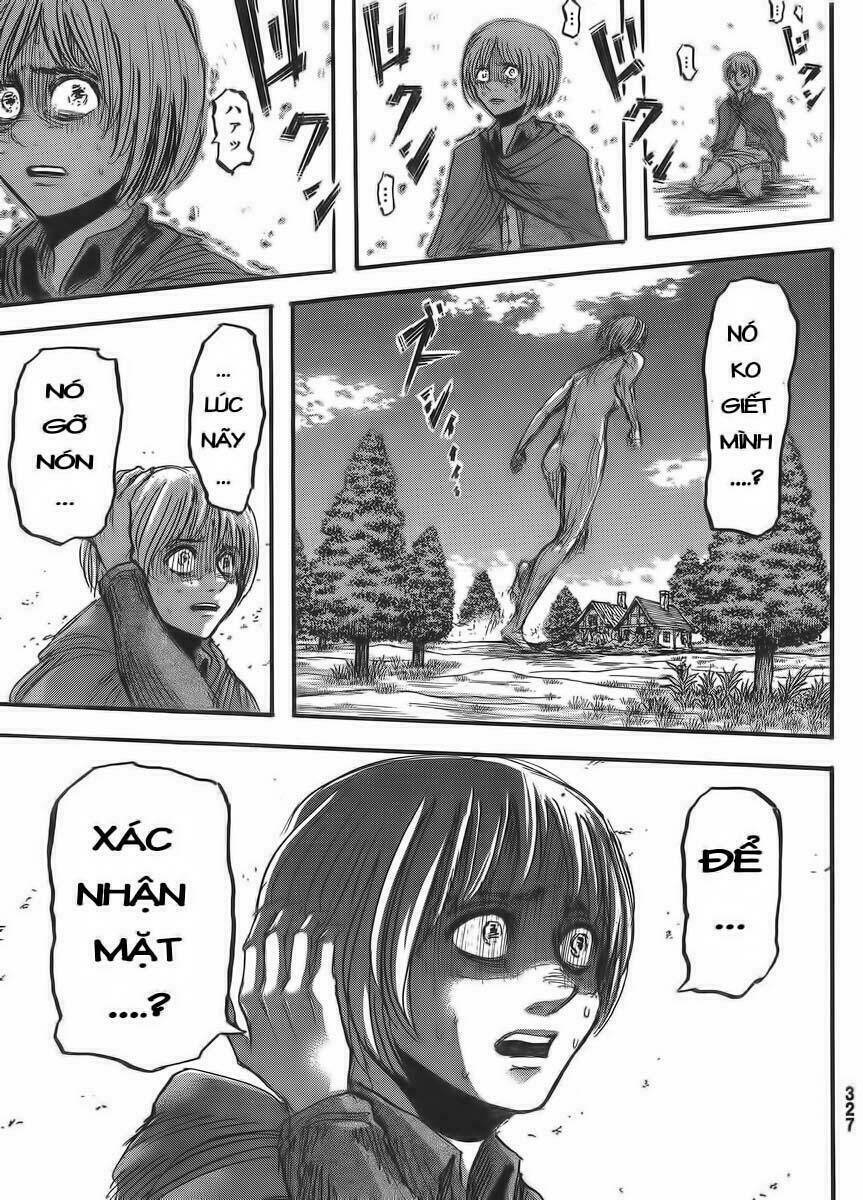 ...
...
...
ハァッ
NÓ
KO
GIẾT
MÌNH
....?
...
LÚC
NÃY
...
NÓ
GỠ
NÓN
...
ĐỂ
...
XÁC
NHẬN
MẶT
....?
327